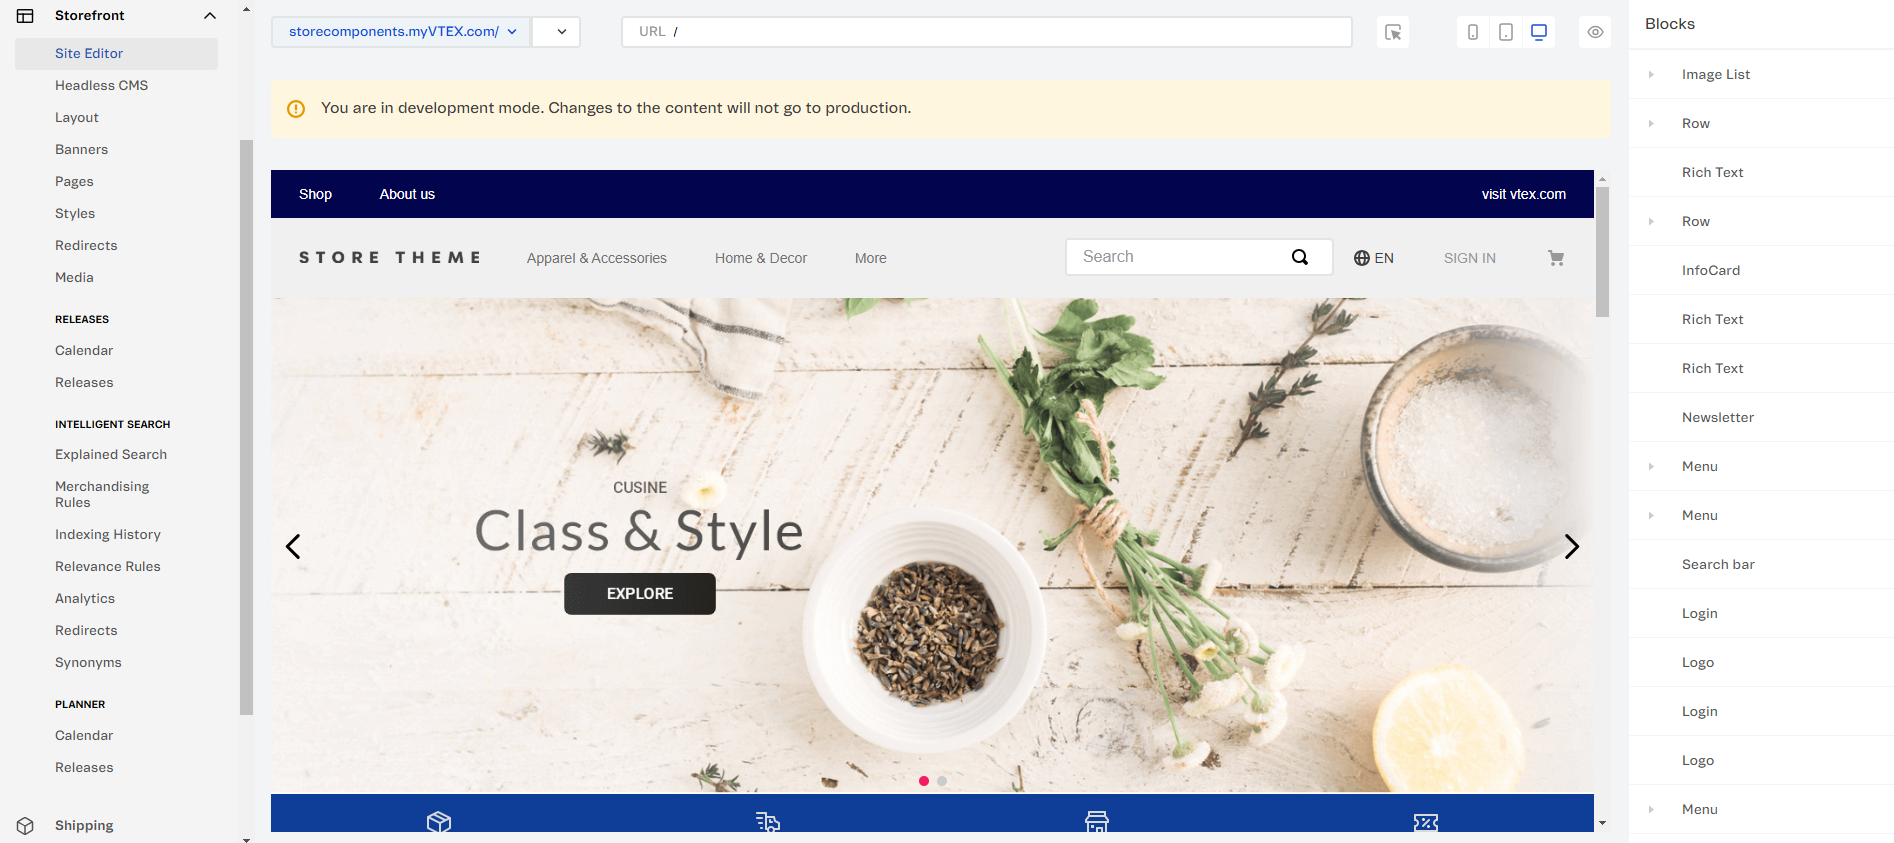 Storefront
Site Editor
Headless CMS
Layout
Banners
Pages
Styles
Redirects
Media
RELEASES
Calendar
Releases
INTELLIGENT SEARCH
Explained Search
Merchandising
Rules
Indexing History
Relevance Rules
Analytics
Redirects
Synonyms
PLANNER
Calendar
Releases
Shipping
storecomponents.myVTEX.com/
URL /
You are in development mode. Changes to the content will not go to production.
Shop About us visit vtex.com
STORE THEME Apparel & Accessories Home & Decor More Search EN SIGN IN
CUSINE
Class & Style
EXPLORE
Blocks
Image List
Row
Rich Text
Row
InfoCard
Rich Text
Rich Text
Newsletter
Menu
Menu
Search bar
Login
Logo
Login
Logo
Menu